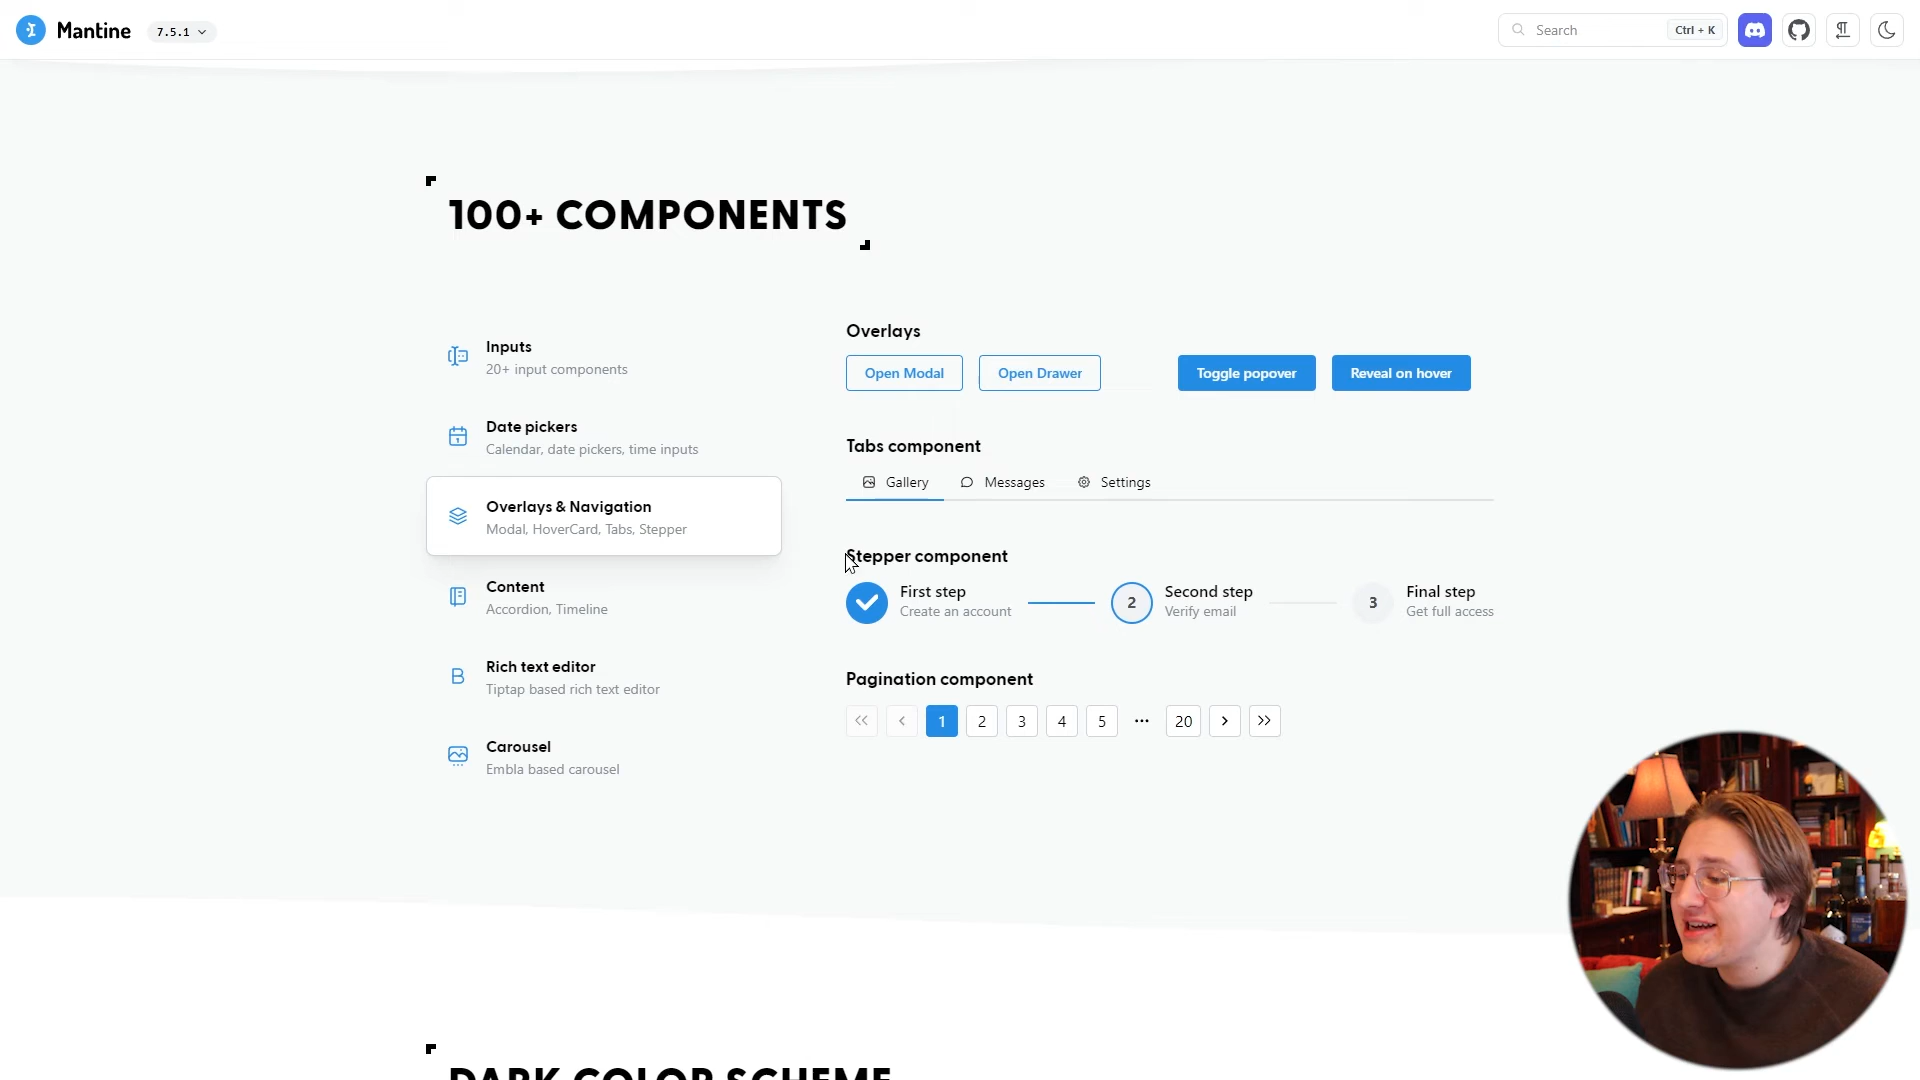 Mantine
7.5.1
Search
Ctrl + K
100+ COMPONENTS
Inputs
20+ input components
Date pickers
Calendar, date pickers, time inputs
Overlays & Navigation
Modal, HoverCard, Tabs, Stepper
Content
Accordion, Timeline
Rich text editor
Tiptap based rich text editor
Carousel
Embla based carousel
Overlays
Open Modal Open Drawer Toggle popover Reveal on hover
Tabs component
Gallery Messages Settings
Stepper component
First step
Create an account
2
Second step
Verify email
3
Final step
Get full access
Pagination component
1 2 3 4 5 ... 20
DARK COLOR SCHEME